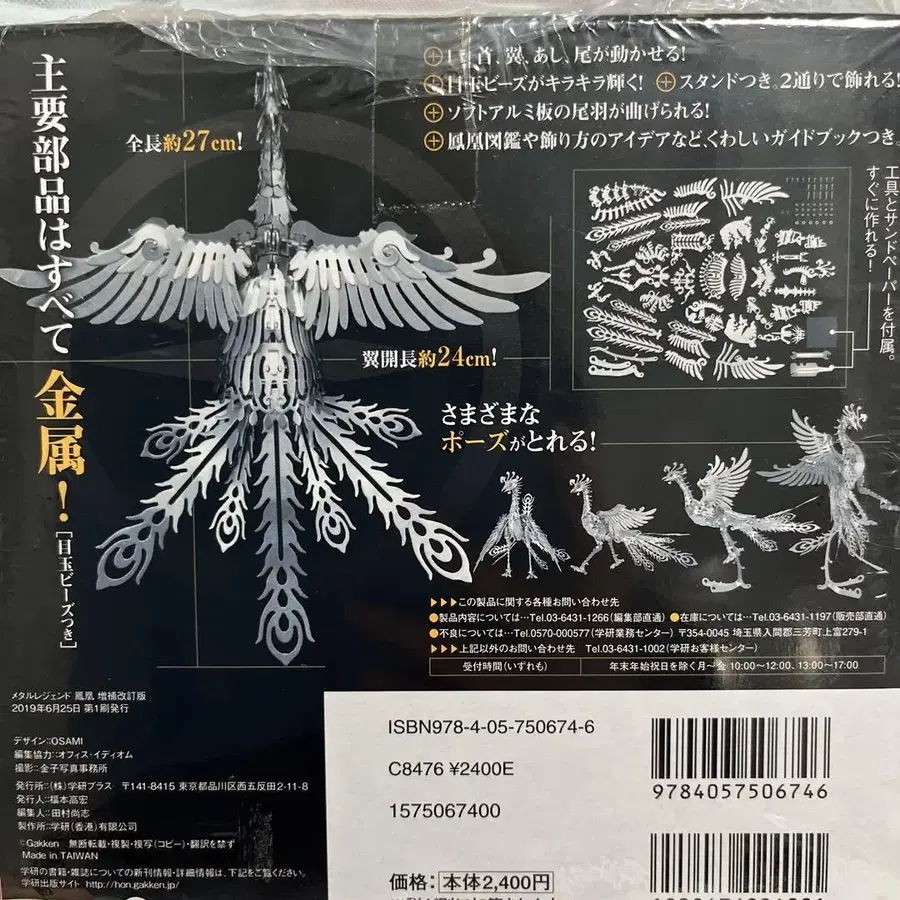 主要部品はすべて
金属！
［目玉ビーズつき］
首、翼、あし、尾が動かせる！
目玉ビーズがキラキラ輝く！ スタンドつき。2通りで飾れる！
ソフトアルミ板の尾羽が曲げられる！
鳳凰図鑑や飾り方のアイデアなど、くわしいガイドブックつき。
全長約27cm！
工具とサンドペーパーを付属。
すぐに作れる！
翼開長約24cm！
さまざまな
ポーズがとれる！
▶▶▶この製品に関する各種お問い合わせ先
●製品内容については…Tel.03-6431-1266（編集部直通） ●在庫については…Tel.03-6431-1197（販売部直通）
●不良については…Tel.0570-000577（学研業務センター） 〒354-0045 埼玉県入間郡三芳町上富279-1
▶▶▶上記以外のお問い合わせ先 Tel.03-6431-1002（学研お客様センター）
受付時間（いずれも） 年末年始祝日を除く月～金 10:00～12:00、13:00～17:00
メタルレジェンド 鳳凰 増補改訂版
2019年6月25日 第1刷発行
デザイン::OSAMI
編集協力::オフィス・イディオム
撮影::金子写真事務所
発行所::（株）学研プラス 〒141-8415 東京都品川区西五反田2-11-8
発行人::福本高宏
編集人::田村尚志
製作所::学研（香港）有限公司
©Gakken 無断転載・複製・複写（コピー）・翻訳を禁ず
Made in TAIWAN
学研の書籍・雑誌についての新刊情報・詳細情報は、下記をご覧ください。
学研出版サイト http://hon.gakken.jp/
ISBN978-4-05-750674-6
C8476 ¥2400E
1575067400
価格：本体2,400円
9784057506746